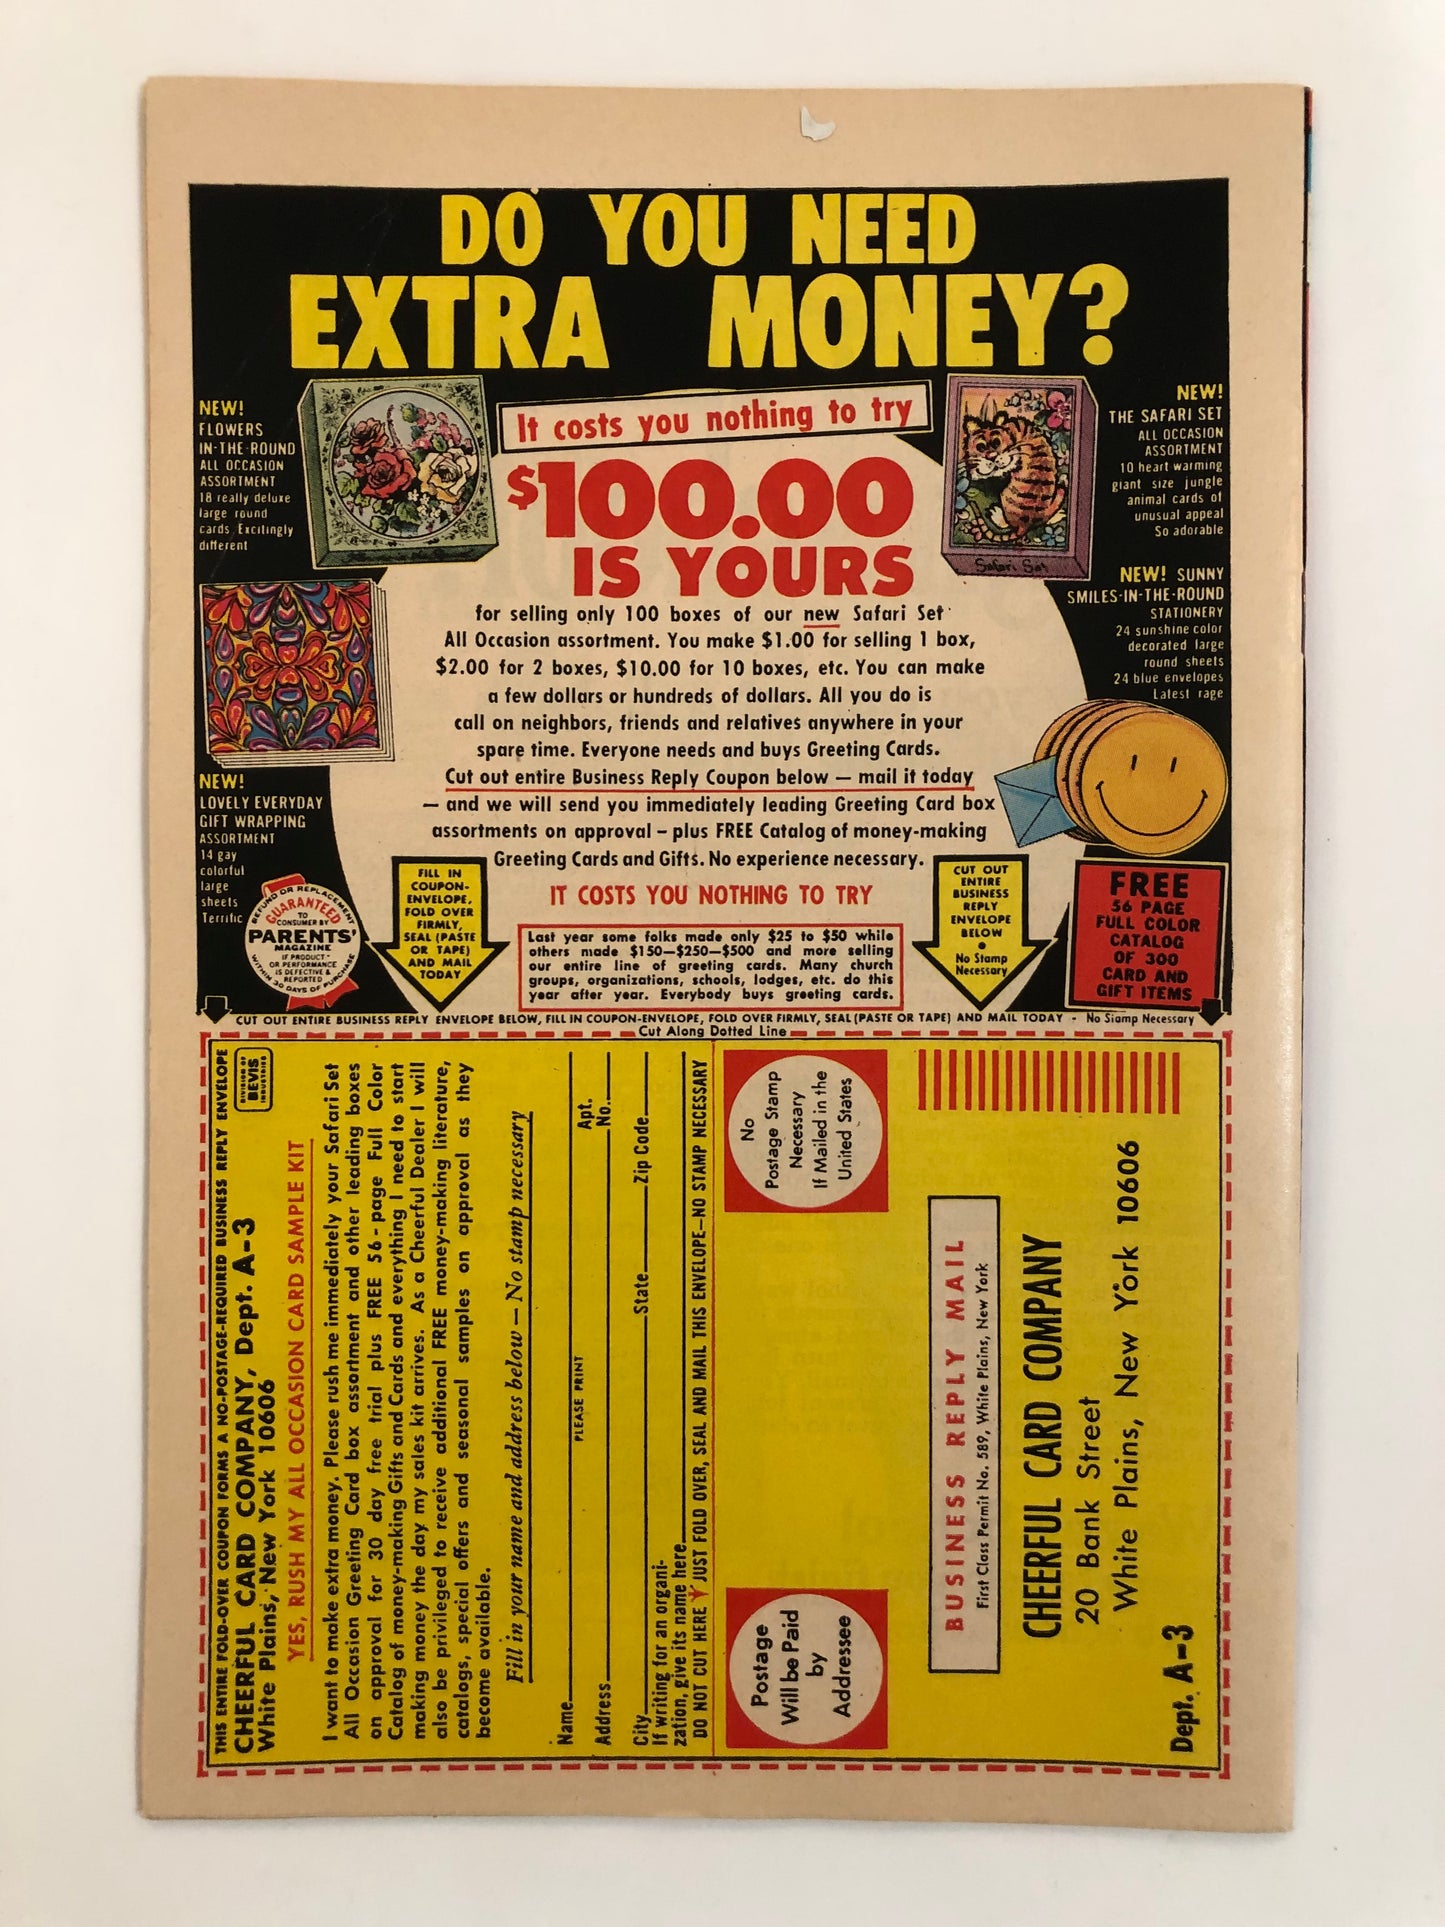 DO YOU NEED
EXTRA MONEY?
NEW!
FLOWERS
IN-THE-ROUND
ALL OCCASION
ASSORTMENT
18 really deluxe
large round
cards. Excitingly
different
It costs you nothing to try
$100.00
IS YOURS
Safari Set
NEW!
THE SAFARI SET
ALL OCCASION
ASSORTMENT
10 heart warming
giant size jungle
animal cards of
unusual appeal
So adorable
for selling only 100 boxes of our new Safari Set
All Occasion assortment. You make $1.00 for selling 1 box,
$2.00 for 2 boxes, $10.00 for 10 boxes, etc. You can make
a few dollars or hundreds of dollars. All you do is
call on neighbors, friends and relatives anywhere in your
spare time. Everyone needs and buys Greeting Cards.
Cut out entire Business Reply Coupon below — mail it today
— and we will send you immediately leading Greeting Card box
assortments on approval – plus FREE Catalog of money-making
Greeting Cards and Gifts. No experience necessary.
IT COSTS YOU NOTHING TO TRY
NEW! SUNNY
SMILES-IN-THE-ROUND
STATIONERY
24 sunshine color
decorated large
round sheets
24 blue envelopes
Latest rage
NEW!
LOVELY EVERYDAY
GIFT WRAPPING
ASSORTMENT
14 gay
colorful
large
sheets
Terrific
REFUND OR REPLACEMENT
GUARANTEED
TO
CONSUMER BY
PARENTS'
MAGAZINE
IF PRODUCT
OR PERFORMANCE
IS DEFECTIVE &
REPORTED
WITHIN 30 DAYS OF PURCHASE
FILL IN
COUPON-
ENVELOPE,
FOLD OVER
FIRMLY,
SEAL (PASTE
OR TAPE)
AND MAIL
TODAY
Last year some folks made only $25 to $50 while
others made $150—$250—$500 and more selling
our entire line of greeting cards. Many church
groups, organizations, schools, lodges, etc. do this
year after year. Everybody buys greeting cards.
CUT OUT
ENTIRE
BUSINESS
REPLY
ENVELOPE
BELOW
•
No Stamp
Necessary
FREE
56 PAGE
FULL COLOR
CATALOG
OF 300
CARD AND
GIFT ITEMS
CUT OUT ENTIRE BUSINESS REPLY ENVELOPE BELOW, FILL IN COUPON-ENVELOPE, FOLD OVER FIRMLY, SEAL (PASTE OR TAPE) AND MAIL TODAY - No Stamp Necessary
Cut Along Dotted Line
THIS ENTIRE FOLD-OVER COUPON FORMS A NO-POSTAGE-REQUIRED BUSINESS REPLY ENVELOPE
CHEERFUL CARD COMPANY, Dept. A-3
White Plains, New York 10606
DIVISION OF
BEVIS
INDUSTRIES
YES, RUSH MY ALL OCCASION CARD SAMPLE KIT
I want to make extra money. Please rush me immediately your Safari Set
All Occasion Greeting Card box assortment and other leading boxes
on approval for 30 day free trial plus FREE 56-page Full Color
Catalog of money-making Gifts and Cards and everything I need to start
making money the day my sales kit arrives. As a Cheerful Dealer I will
also be privileged to receive additional FREE money-making literature,
catalogs, special offers and seasonal samples on approval as they
become available.
Fill in your name and address below — No stamp necessary
Name
PLEASE PRINT
Address
Apt.
No.
City
State
Zip Code
If writing for an organi-
zation, give its name here
DO NOT CUT HERE JUST FOLD OVER, SEAL AND MAIL THIS ENVELOPE—NO STAMP NECESSARY
Postage
Will be Paid
by
Addressee
No
Postage Stamp
Necessary
If Mailed in the
United States
BUSINESS REPLY MAIL
First Class Permit No. 589, White Plains, New York
CHEERFUL CARD COMPANY
20 Bank Street
White Plains, New York 10606
Dept. A-3